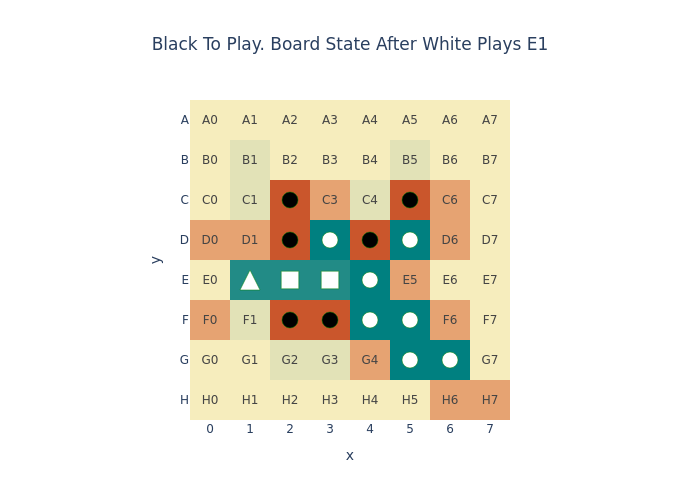 Black To Play. Board State After White Plays E1
A A0 A1 A2 A3 A4 A5 A6 A7
B B0 B1 B2 B3 B4 B5 B6 B7
C C0 C1 C3 C4 C6 C7
D D0 D1 D6 D7
E E0 E5 E6 E7
F F0 F1 F6 F7
G G0 G1 G2 G3 G4 G7
H H0 H1 H2 H3 H4 H5 H6 H7
0 1 2 3 4 5 6 7
x
y